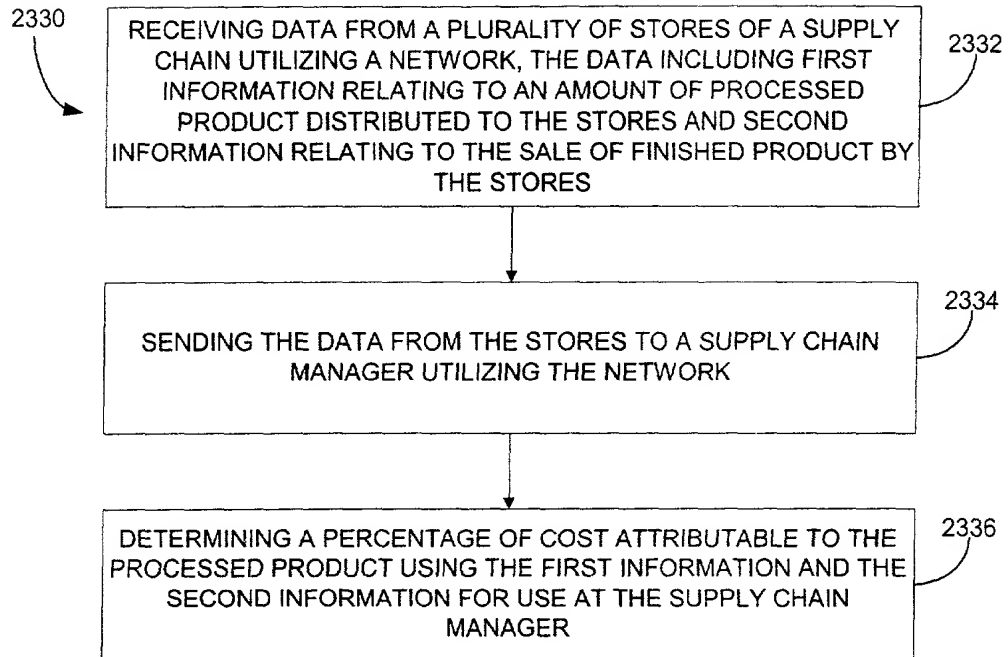 2330
RECEIVING DATA FROM A PLURALITY OF STORES OF A SUPPLY
CHAIN UTILIZING A NETWORK, THE DATA INCLUDING FIRST
INFORMATION RELATING TO AN AMOUNT OF PROCESSED
PRODUCT DISTRIBUTED TO THE STORES AND SECOND
INFORMATION RELATING TO THE SALE OF FINISHED PRODUCT BY
THE STORES
2332
SENDING THE DATA FROM THE STORES TO A SUPPLY CHAIN
MANAGER UTILIZING THE NETWORK
2334
DETERMINING A PERCENTAGE OF COST ATTRIBUTABLE TO THE
PROCESSED PRODUCT USING THE FIRST INFORMATION AND THE
SECOND INFORMATION FOR USE AT THE SUPPLY CHAIN
MANAGER
2336